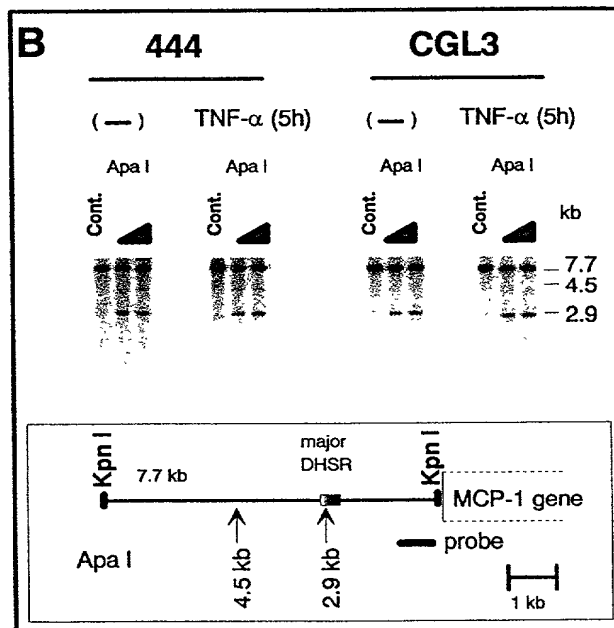 B
444 CGL3
( — ) TNF-α (5h) ( — ) TNF-α (5h)
Apa I Apa I Apa I Apa I
Cont. Cont. Cont. Cont. kb
7.7
4.5
2.9
Kpn I 7.7 kb major DHSR Kpn I
MCP-1 gene
Apa I 4.5 kb 2.9 kb probe
1 kb